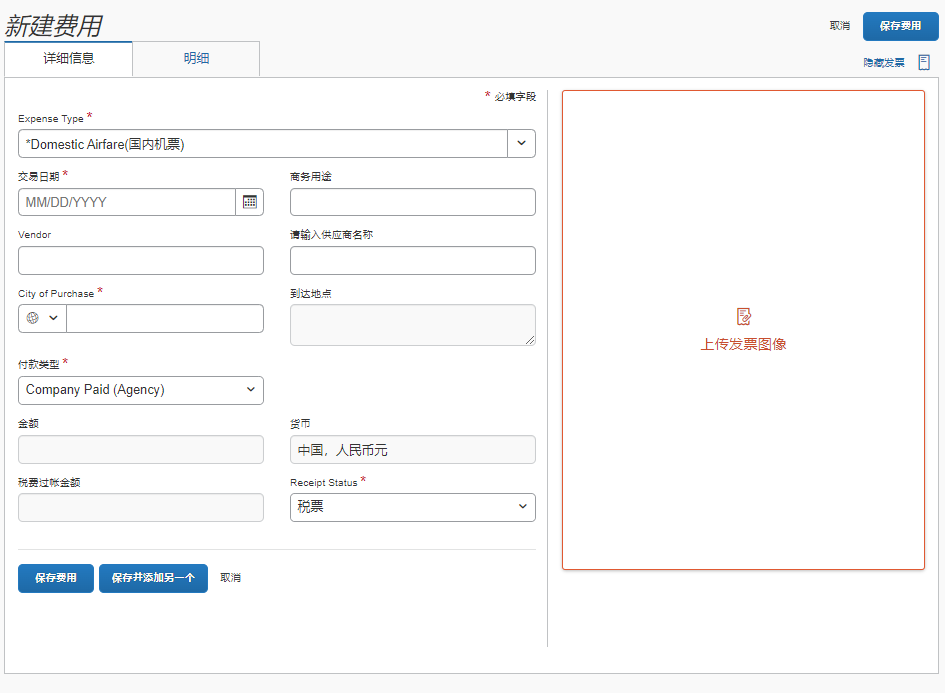 新建费用
取消
保存费用
详细信息
明细
隐藏发票
* 必填字段
Expense Type *
*Domestic Airfare(国内机票)
交易日期 *
商务用途
MM/DD/YYYY
Vendor
请输入供应商名称
City of Purchase *
到达地点
付款类型 *
Company Paid (Agency)
金额
货币
中国，人民币元
税费过帐金额
Receipt Status *
税票
保存费用
保存并添加另一个
取消
上传发票图像